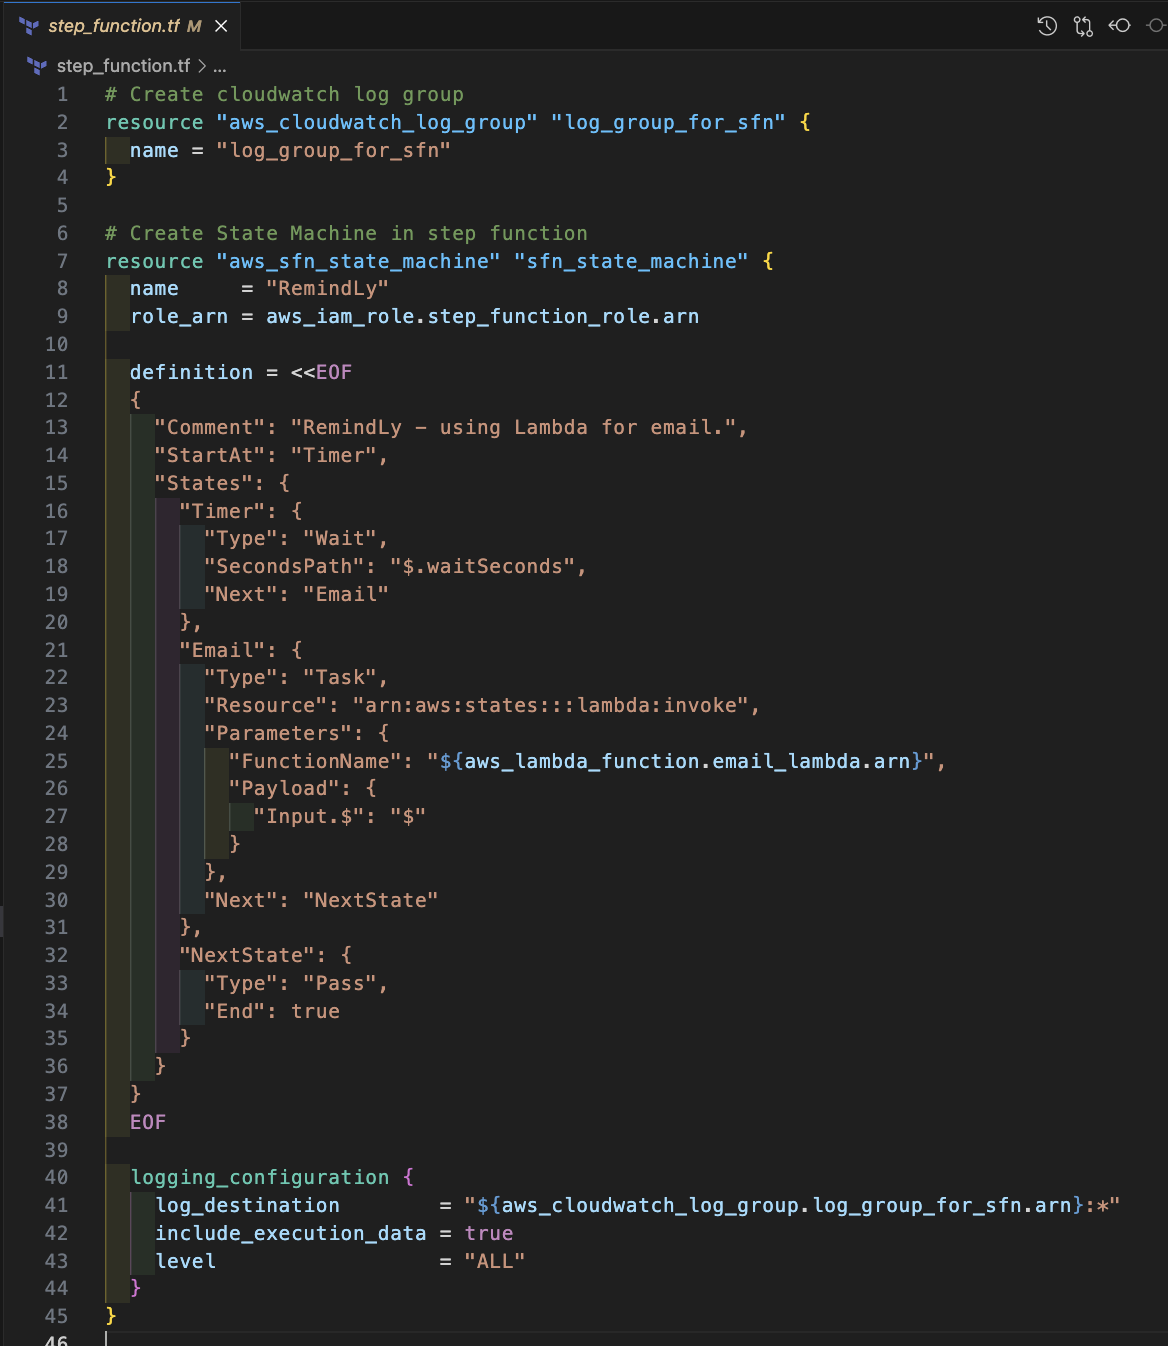 step_function.tf M
step_function.tf > ...
1 # Create cloudwatch log group
2 resource "aws_cloudwatch_log_group" "log_group_for_sfn" {
3   name = "log_group_for_sfn"
4 }
5
6 # Create State Machine in step function
7 resource "aws_sfn_state_machine" "sfn_state_machine" {
8   name     = "RemindLy"
9   role_arn = aws_iam_role.step_function_role.arn
10
11   definition = <<EOF
12   {
13     "Comment": "RemindLy - using Lambda for email.",
14     "StartAt": "Timer",
15     "States": {
16       "Timer": {
17         "Type": "Wait",
18         "SecondsPath": "$.waitSeconds",
19         "Next": "Email"
20       },
21       "Email": {
22         "Type": "Task",
23         "Resource": "arn:aws:states:::lambda:invoke",
24         "Parameters": {
25           "FunctionName": "${aws_lambda_function.email_lambda.arn}",
26           "Payload": {
27             "Input.$": "$"
28           }
29         },
30         "Next": "NextState"
31       },
32       "NextState": {
33         "Type": "Pass",
34         "End": true
35       }
36     }
37   }
38   EOF
39
40   logging_configuration {
41     log_destination        = "${aws_cloudwatch_log_group.log_group_for_sfn.arn}:*"
42     include_execution_data = true
43     level                  = "ALL"
44   }
45 }
46